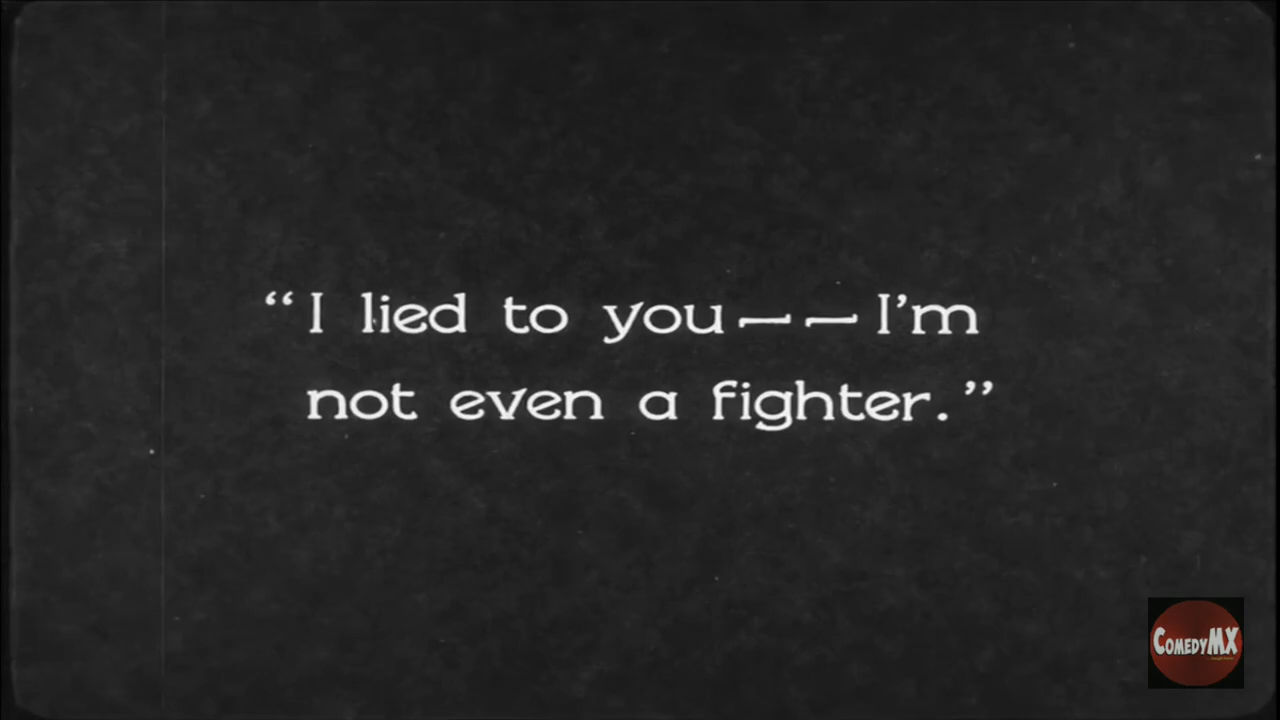 “I lied to you——I’m
not even a fighter.”
COMEDYMX